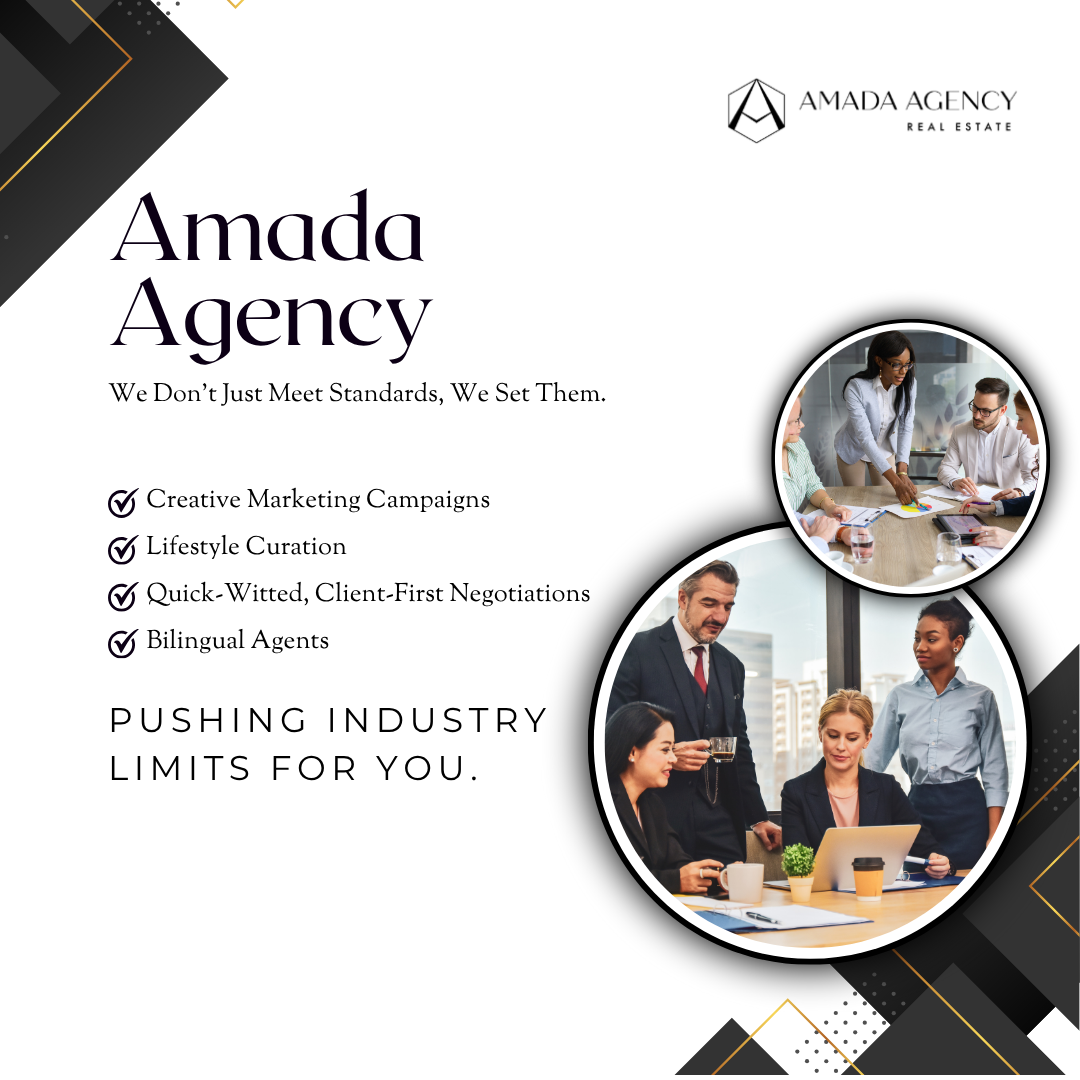 AMADA AGENCY
REAL ESTATE
Amada
Agency
We Don't Just Meet Standards, We Set Them.
Creative Marketing Campaigns
Lifestyle Curation
Quick-Witted, Client-First Negotiations
Bilingual Agents
PUSHING INDUSTRY
LIMITS FOR YOU.